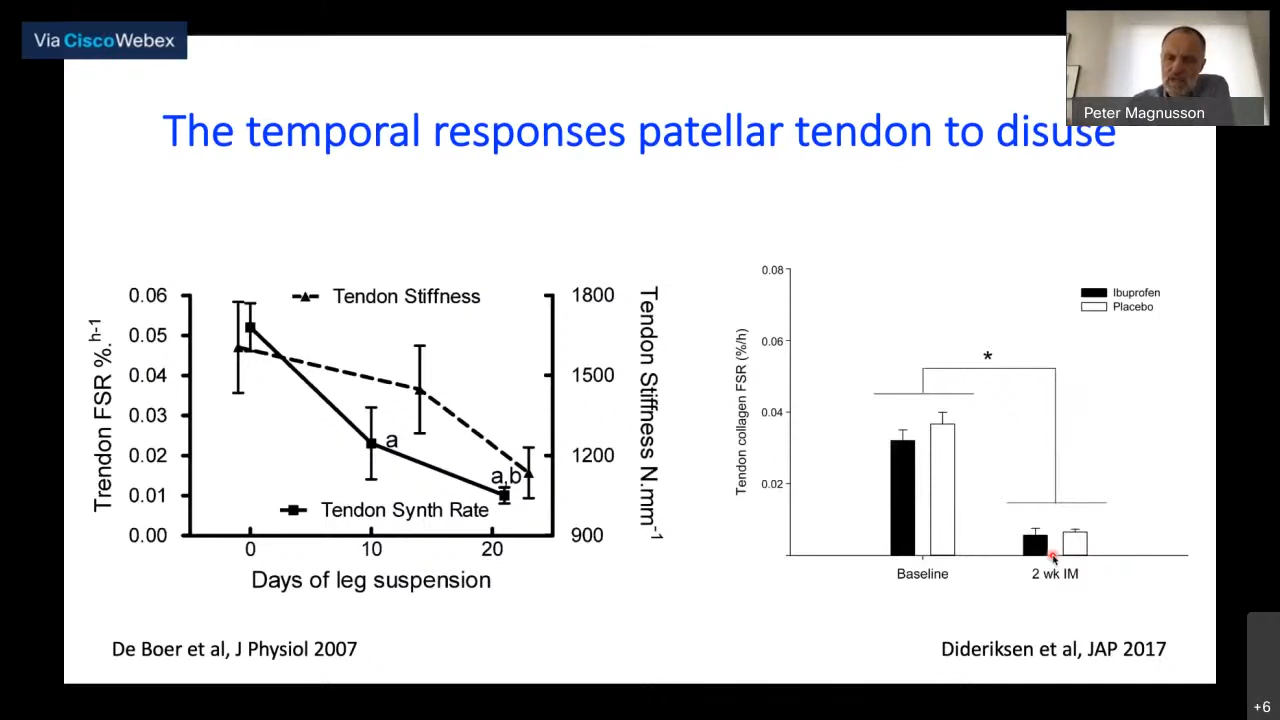 Via CiscoWebex
Peter Magnusson
The temporal responses patellar tendon to disuse
Tendon Stiffness
Tendon Synth Rate
a
a,b
Trendon FSR %.h-1
0.06
0.05
0.04
0.03
0.02
0.01
0.00
1800
1500
1200
900
Tendon Stiffness N.mm-1
0
10
20
Days of leg suspension
De Boer et al, J Physiol 2007
Tendon collagen FSR (%/h)
0.08
0.06
0.04
0.02
Ibuprofen
Placebo
*
Baseline
2 wk IM
Dideriksen et al, JAP 2017
+6